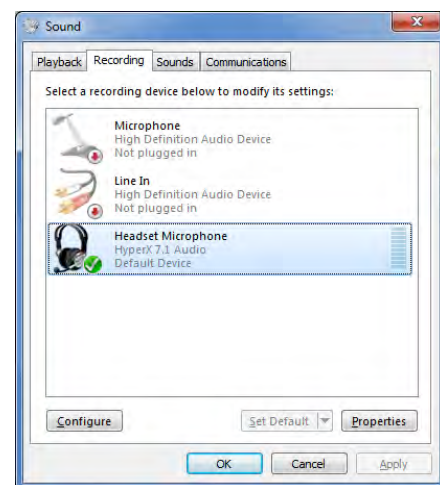 Sound
Playback Recording Sounds Communications
Select a recording device below to modify its settings:
Microphone
High Definition Audio Device
Not plugged in
Line In
High Definition Audio Device
Not plugged in
Headset Microphone
HyperX 7.1 Audio
Default Device
Configure Set Default Properties
OK Cancel Apply